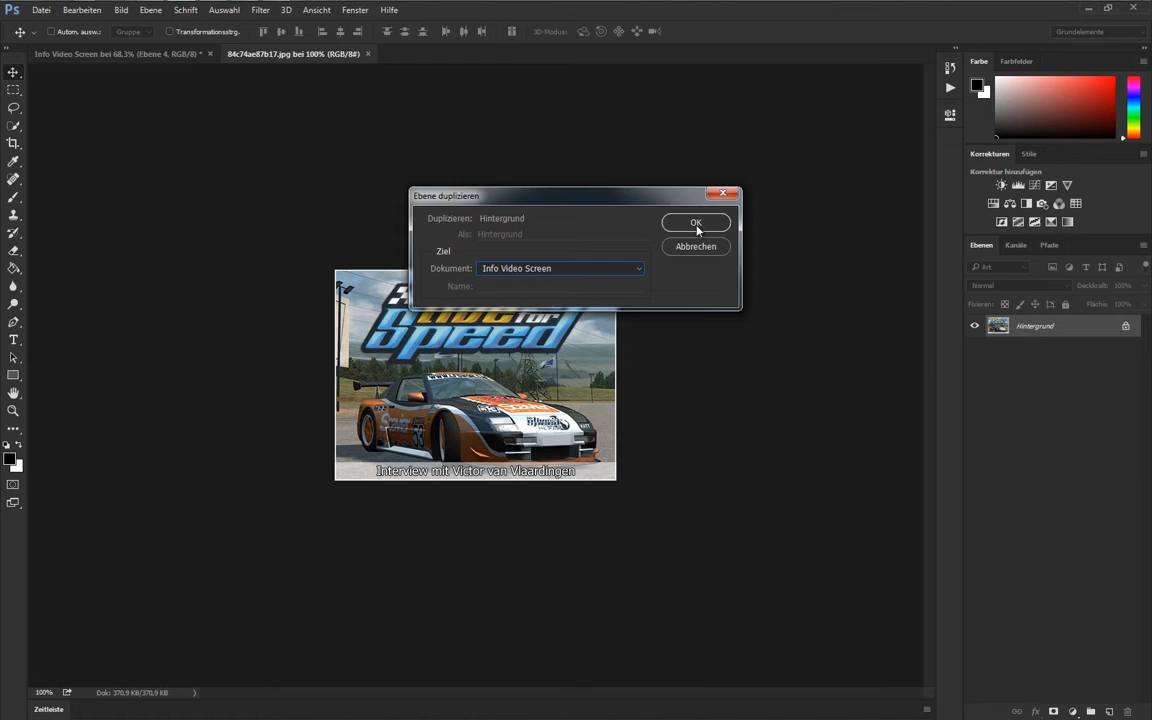 Ps Datei Bearbeiten Bild Ebene Schrift Auswahl Filter 3D Ansicht Fenster Hilfe
Autom. ausw.: Gruppe Transformationsstrg. 3D-Modus: Grundelemente
Info Video Screen bei 68,3% (Ebene 4, RGB/8) * × 84c74ae87b17.jpg bei 100% (RGB/8#) ×
Farbe Farbfelder
Korrekturen Stile
Korrektur hinzufügen
Ebene duplizieren
Duplizieren: Hintergrund
OK
Als: Hintergrund
Abbrechen
Ziel
Dokument: Info Video Screen
Name:
Ebenen Kanäle Pfade
Art
Normal Deckkraft: 100%
Fixieren: Fläche: 100%
Hintergrund
for
Speed
Interview mit Victor van Vlaardingen
100% Dok: 370,9 KB/370,9 KB
Zeitleiste